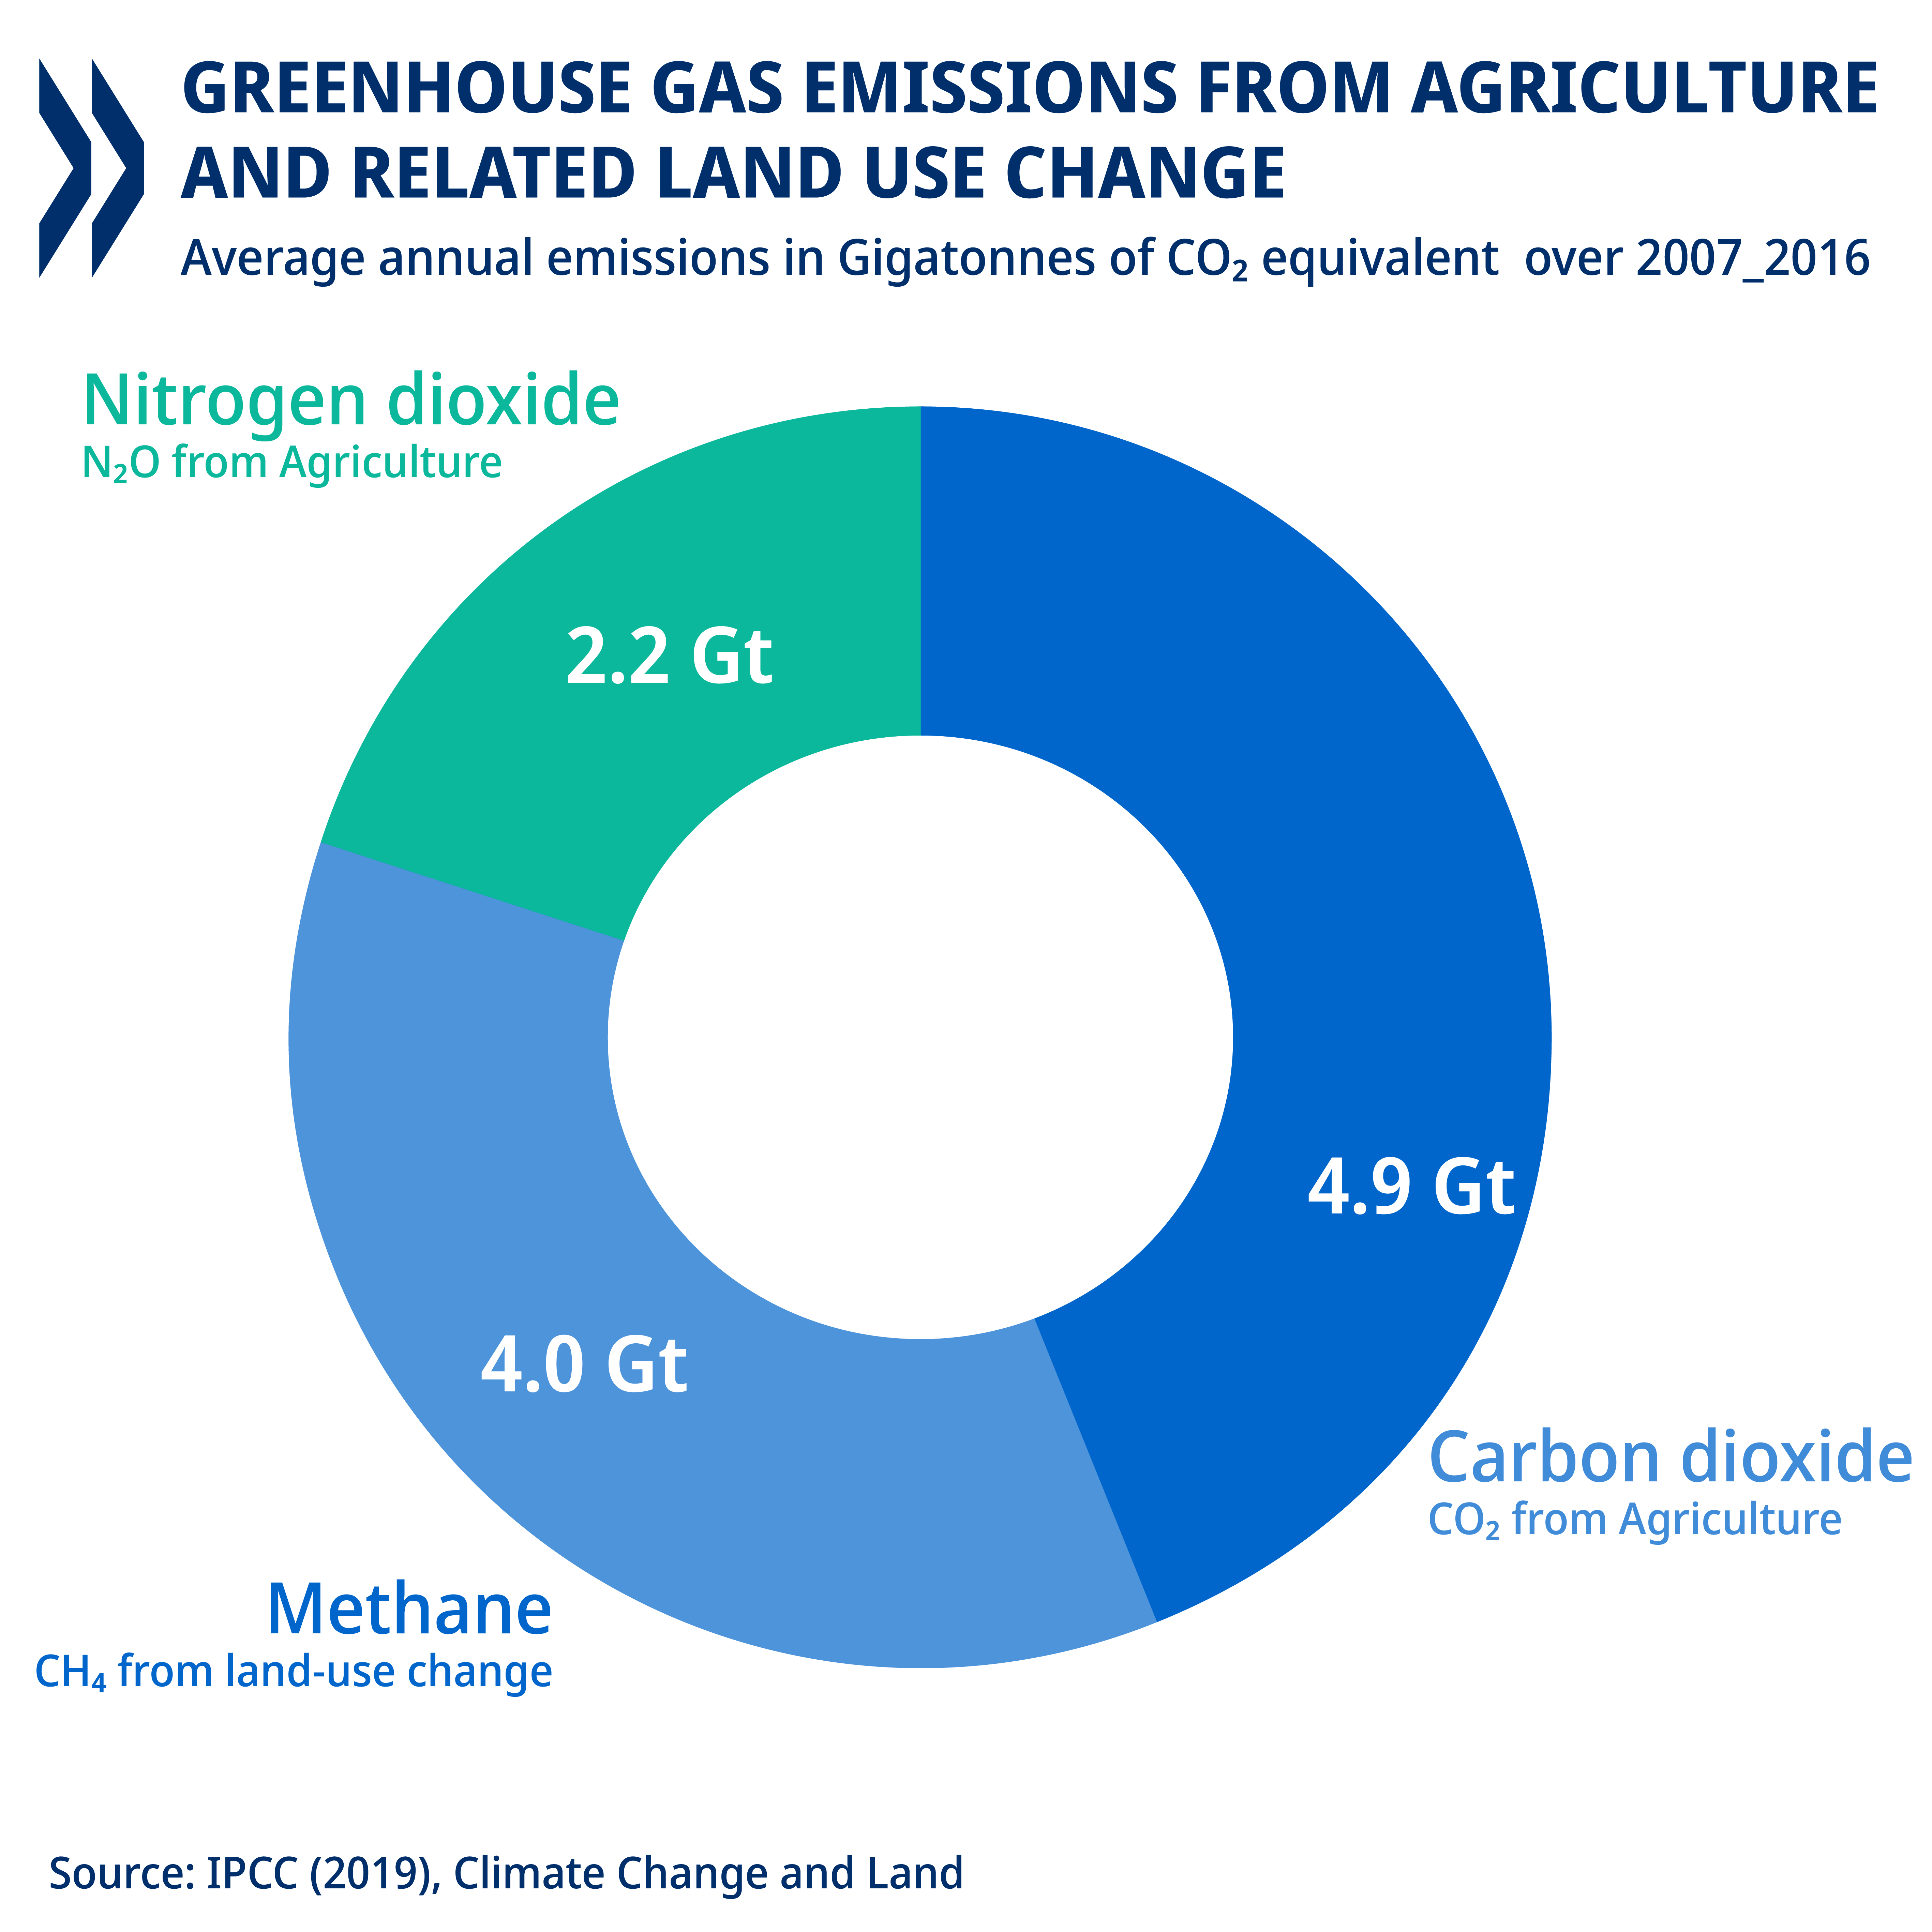 GREENHOUSE GAS EMISSIONS FROM AGRICULTURE
AND RELATED LAND USE CHANGE
Average annual emissions in Gigatonnes of CO₂ equivalent  over 2007_2016
Nitrogen dioxide
N₂O from Agriculture
2.2 Gt
4.9 Gt
4.0 Gt
Carbon dioxide
CO₂ from Agriculture
Methane
CH₄ from land-use change
Source: IPCC (2019), Climate Change and Land